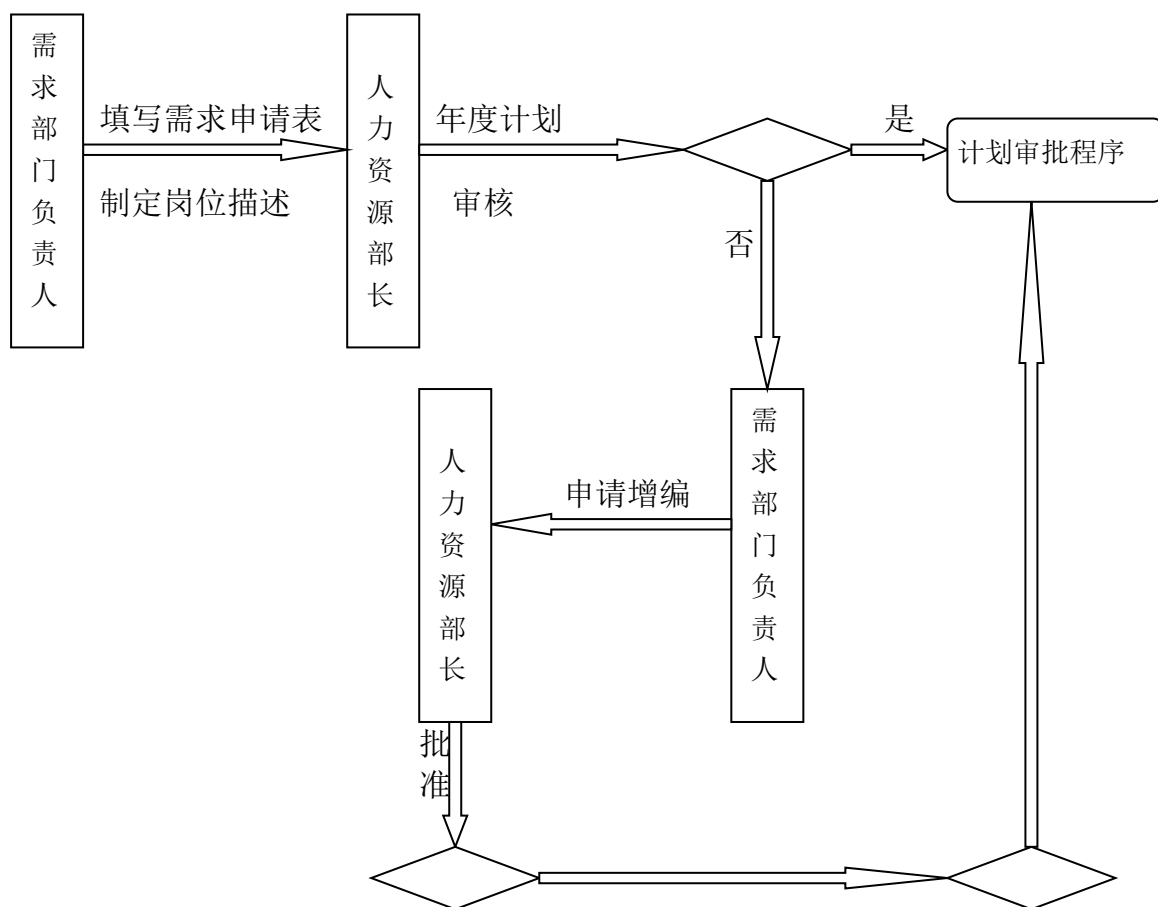 需求部门负责人
填写需求申请表
制定岗位描述
人力资源部长
年度计划
审核
是
计划审批程序
否
人力资源部长
申请增编
需求部门负责人
批准